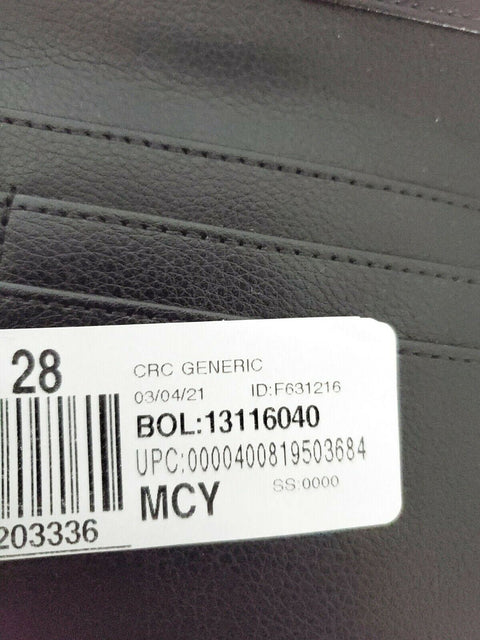 28
CRC GENERIC
03/04/21 ID:F631216
BOL:13116040
UPC:0000400819503684
SS:0000
MCY
203336